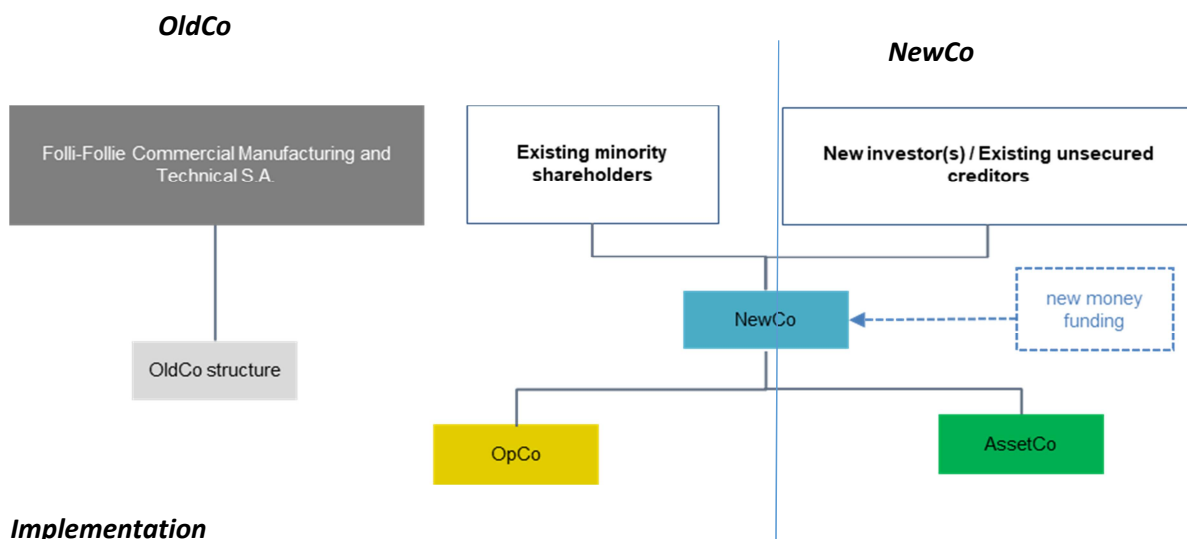 OldCo
NewCo
Folli-Follie Commercial Manufacturing and
Technical S.A.
Existing minority
shareholders
New investor(s) / Existing unsecured
creditors
NewCo
new money
funding
OldCo structure
OpCo
AssetCo
Implementation